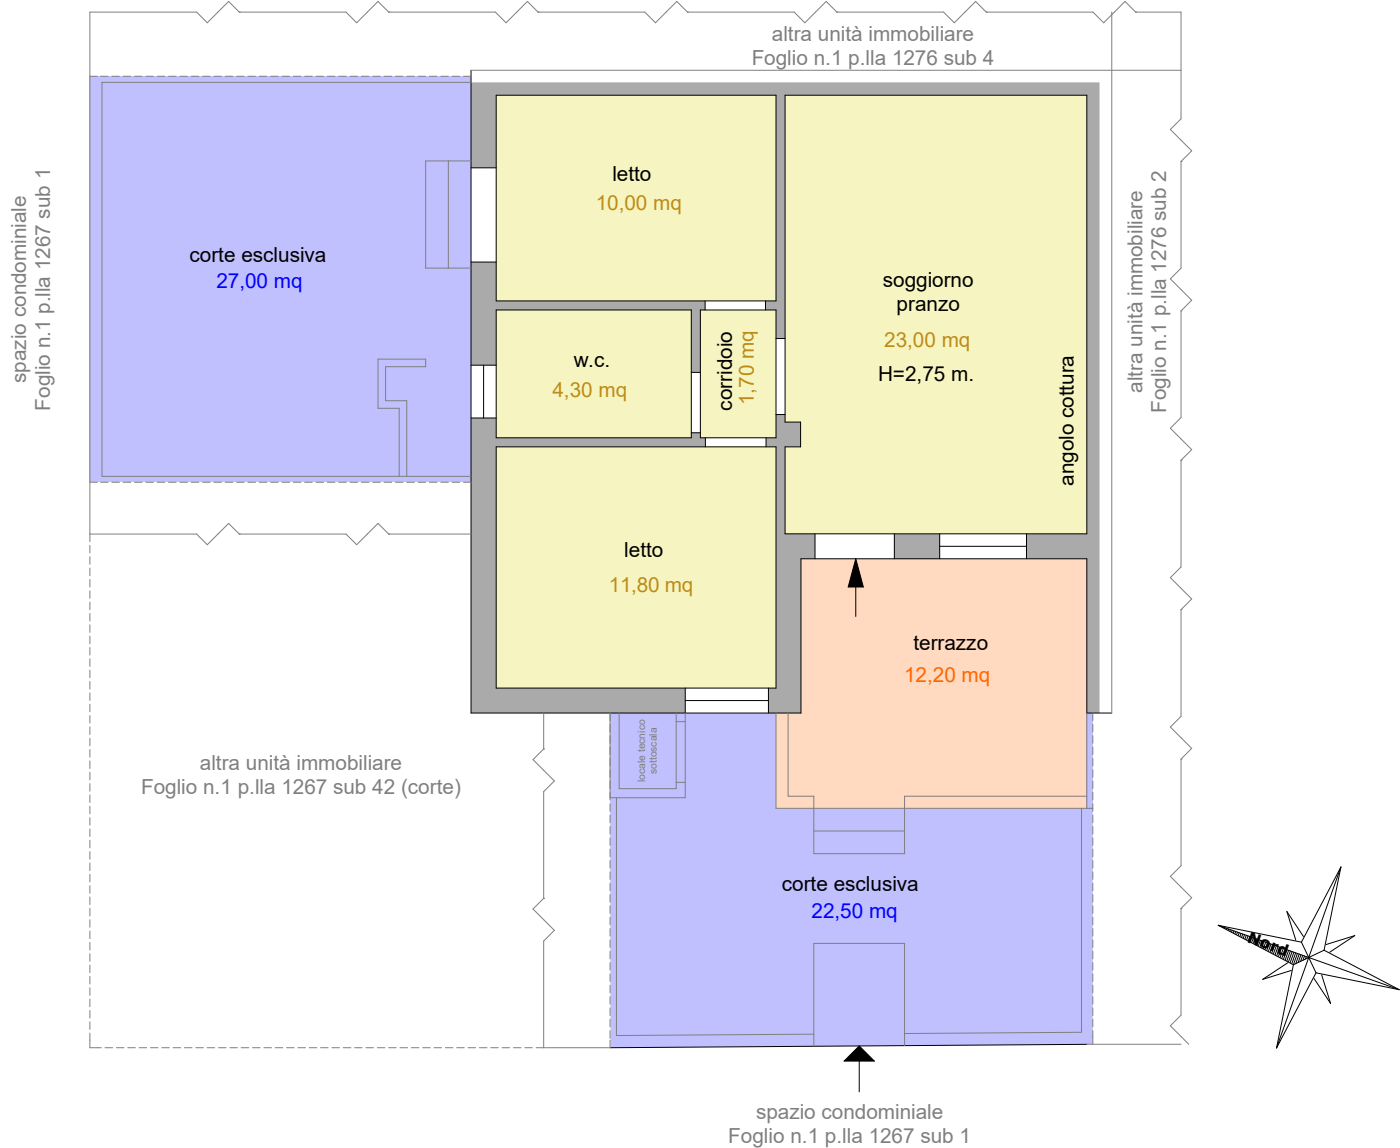 altra unità immobiliare
Foglio n.1 p.lla 1276 sub 4
spazio condominiale
Foglio n.1 p.lla 1267 sub 1
corte esclusiva
27,00 mq
letto
10,00 mq
soggiorno
pranzo
23,00 mq
H=2,75 m.
angolo cottura
w.c.
4,30 mq
corridoio
1,70 mq
altra unità immobiliare
Foglio n.1 p.lla 1276 sub 2
letto
11,80 mq
terrazzo
12,20 mq
locale tecnico
sottoscala
altra unità immobiliare
Foglio n.1 p.lla 1267 sub 42 (corte)
corte esclusiva
22,50 mq
Nord
spazio condominiale
Foglio n.1 p.lla 1267 sub 1